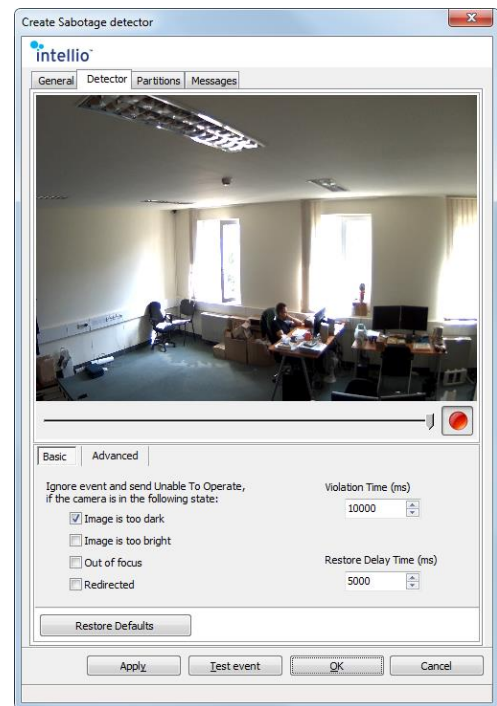 Create Sabotage detector
intellio
General Detector Partitions Messages
Basic Advanced
Ignore event and send Unable To Operate,
if the camera is in the following state:
Image is too dark
Image is too bright
Out of focus
Redirected
Violation Time (ms)
10000
Restore Delay Time (ms)
5000
Restore Defaults
Apply Test event OK Cancel